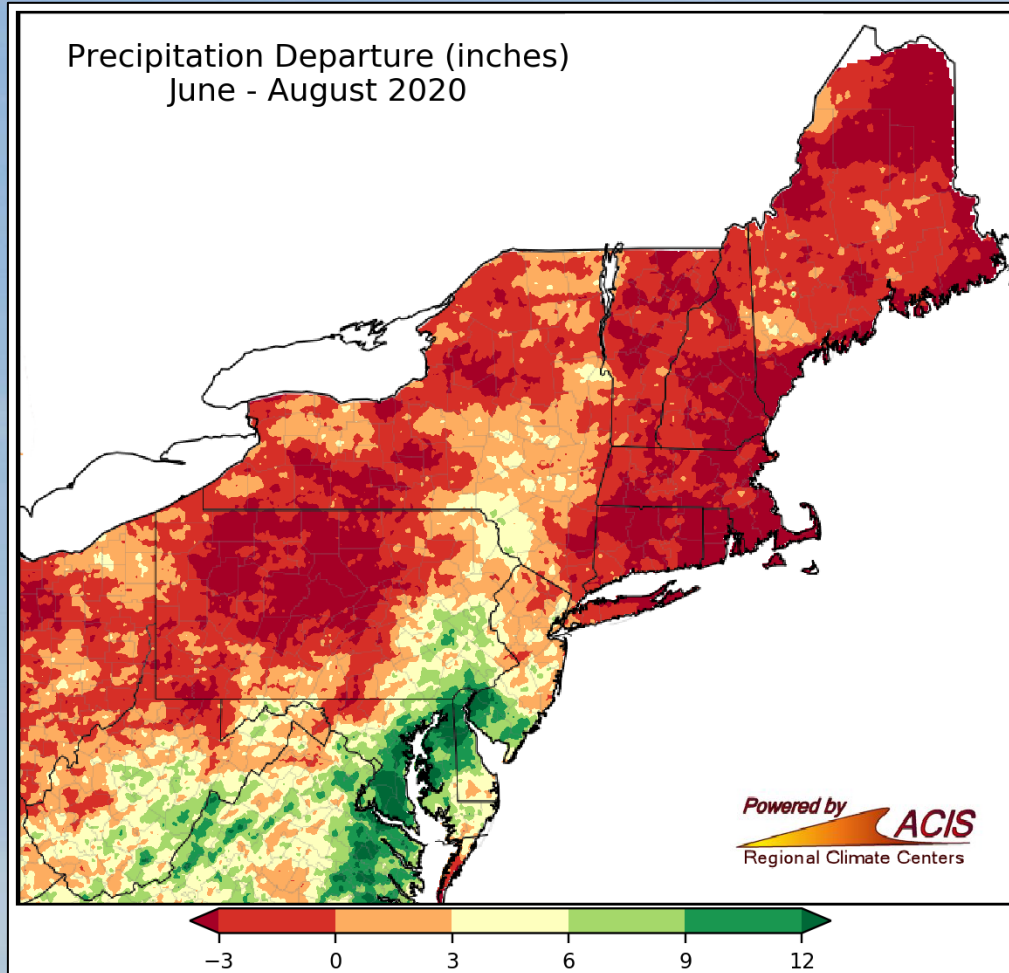 Precipitation Departure (inches)
June - August 2020
Powered by
ACIS
Regional Climate Centers
−3 0 3 6 9 12